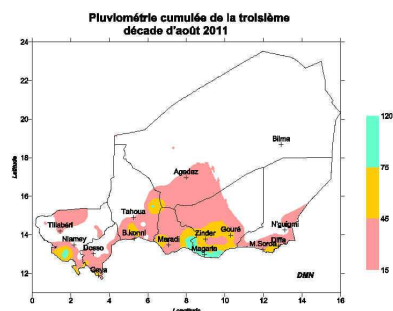 Pluviométrie cumulée de la troisième
décade d'août 2011
24
22
20
18
16
14
12
0 2 4 6 8 10 12 14 16
Latitude
Longitude
Bilma
Agadez
Tahoua
Tillabéri
Niamey
Dosso
B.konni
Maradi
Zinder
Gouré
Magaria
N'guigmi
Diffa
M.Soroa
Gaya
DMN
120
75
45
15